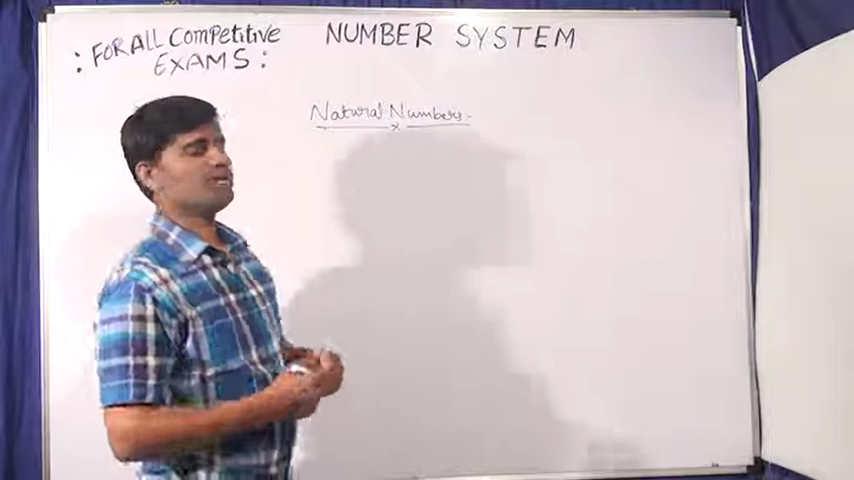 : FOR ALL Competitive
EXAMS :
NUMBER SYSTEM
Natural Numbers.